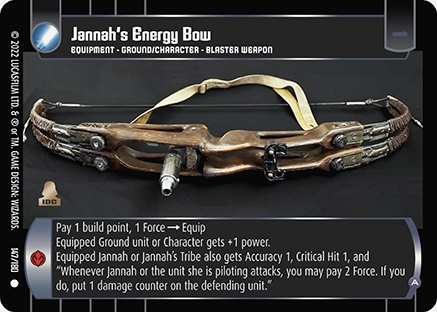 Jannah's Energy Bow
EQUIPMENT - GROUND/CHARACTER - BLASTER WEAPON
Pay 1 build point, 1 Force → Equip
Equipped Ground unit or character gets +1 power.
Equipped Jannah or Jannah's Tribe also gets Accuracy 1, Critical Hit 1, and
"Whenever Jannah or the unit she is piloting attacks, you may pay 2 Force. If you
do, put 1 damage counter on the defending unit."
A
147/180
©2022 LUCASFILM LTD. & ® or ™ GAME DESIGN: WIZARDS.